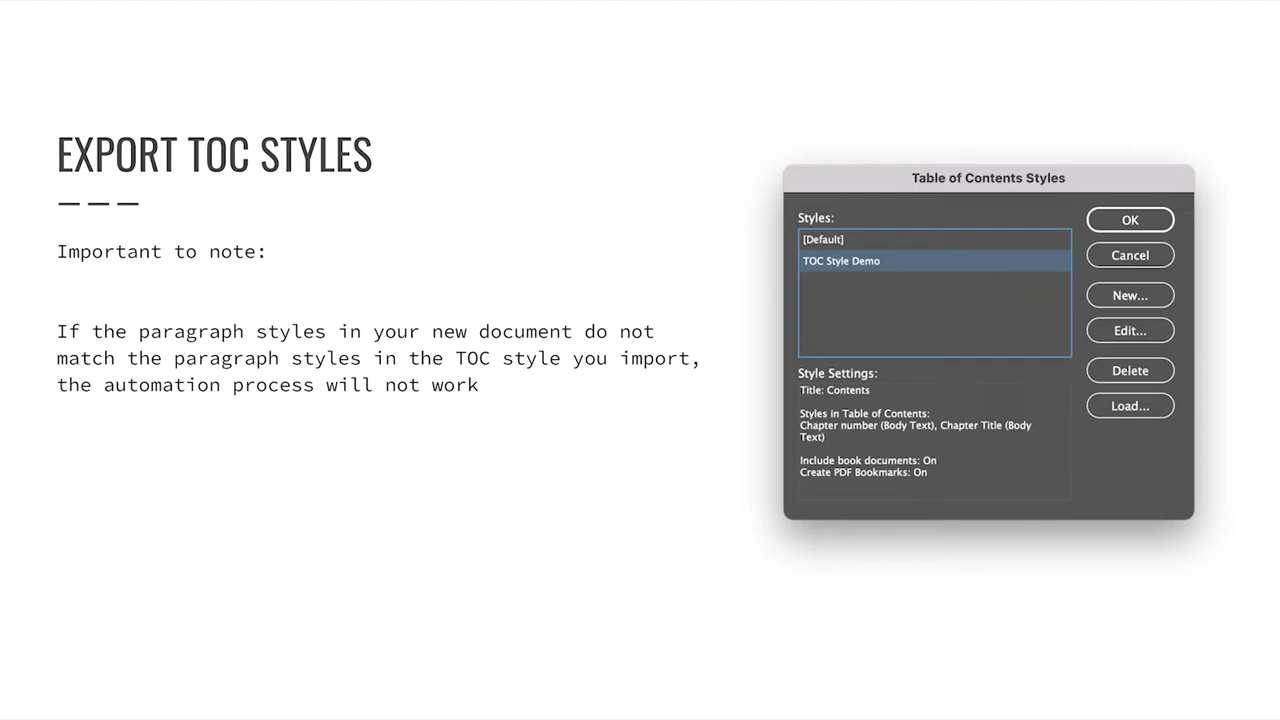 EXPORT TOC STYLES
Important to note:
If the paragraph styles in your new document do not
match the paragraph styles in the TOC style you import,
the automation process will not work
Table of Contents Styles
Styles:
[Default]
TOC Style Demo
OK
Cancel
New...
Edit...
Delete
Load...
Style Settings:
Title: Contents
Styles in Table of Contents:
Chapter number (Body Text), Chapter Title (Body
Text)
Include book documents: On
Create PDF Bookmarks: On